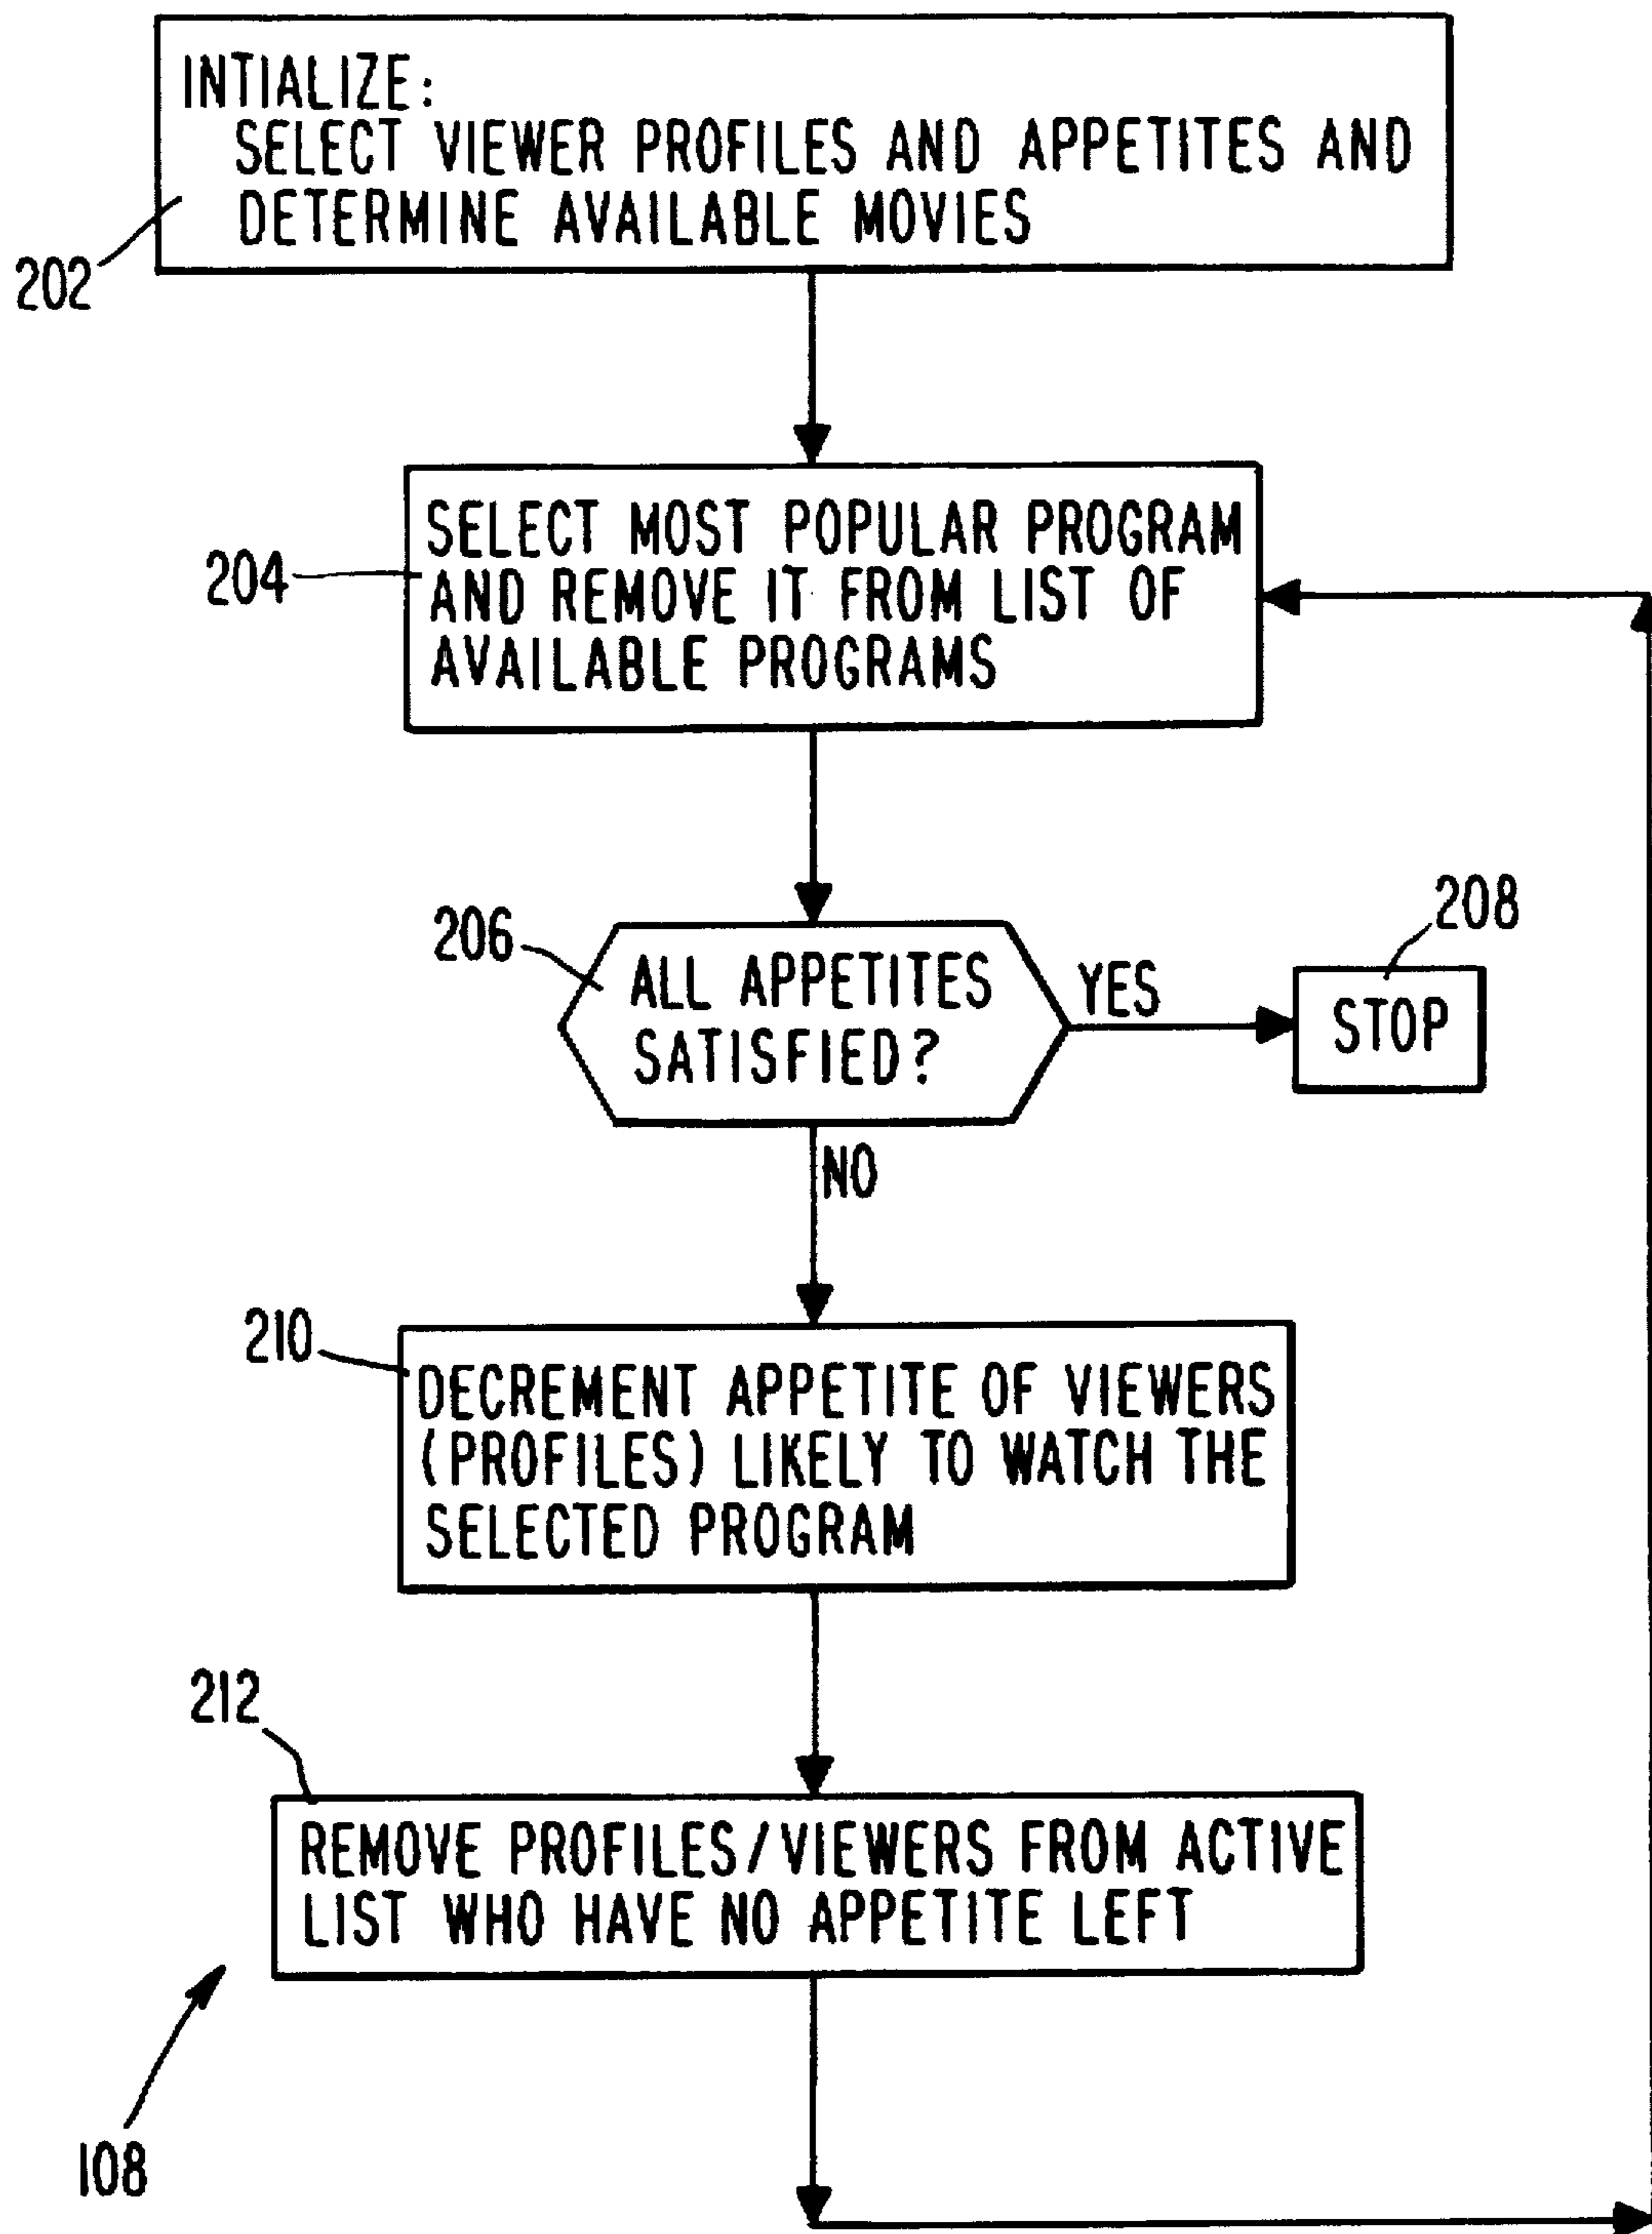 INTIALIZE:
SELECT VIEWER PROFILES AND APPETITES AND
DETERMINE AVAILABLE MOVIES
202
SELECT MOST POPULAR PROGRAM
AND REMOVE IT FROM LIST OF
AVAILABLE PROGRAMS
204
206
ALL APPETITES
SATISFIED?
YES
208
STOP
NO
210
DECREMENT APPETITE OF VIEWERS
(PROFILES) LIKELY TO WATCH THE
SELECTED PROGRAM
212
REMOVE PROFILES/VIEWERS FROM ACTIVE
LIST WHO HAVE NO APPETITE LEFT
108